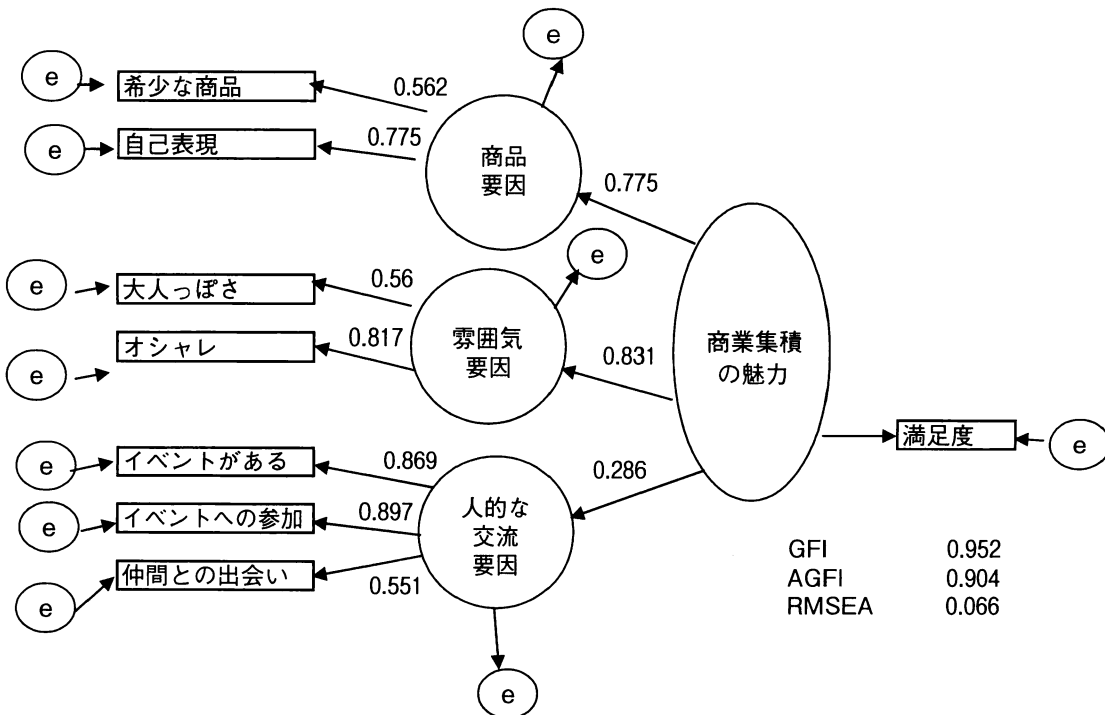 e
e
希少な商品
0.562
e
自己表現
0.775
商品
要因
0.775
e
e
大人っぽさ
0.56
オシャレ
0.817
雰囲気
要因
0.831
商業集積
の魅力
e
満足度
e
e
イベントがある
0.869
0.286
e
イベントへの参加
0.897
人的な
交流
要因
仲間との出会い
0.551
e
GFI 0.952
AGFI 0.904
RMSEA 0.066
e